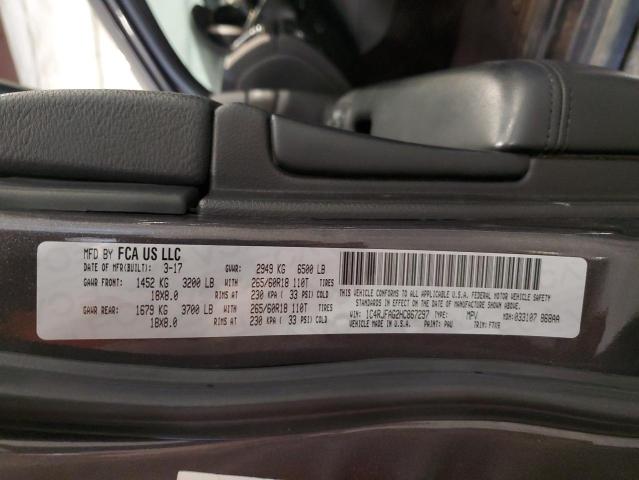 MFD BY FCA US LLC
DATE OF MFR(BUILT): 3-17 GVWR: 2949 KG 6500 LB
GAWR FRONT: 1452 KG 3200 LB WITH 265/60R18 110T TIRES
18X8.0 RIMS AT 230 KPA ( 33 PSI) COLD
GAWR REAR: 1679 KG 3700 LB WITH 265/60R18 110T TIRES
18X8.0 RIMS AT 230 KPA ( 33 PSI) COLD
THIS VEHICLE CONFORMS TO ALL APPLICABLE U.S.A. FEDERAL MOTOR VEHICLE SAFETY
STANDARDS IN EFFECT ON THE DATE OF MANUFACTURE SHOWN ABOVE.
VIN: 1C4RJFAG2HC867297 TYPE: MPV MDH:033107 868AA
VEHICLE MADE IN U.S.A. PAINT: PAU TRIM: F7X9